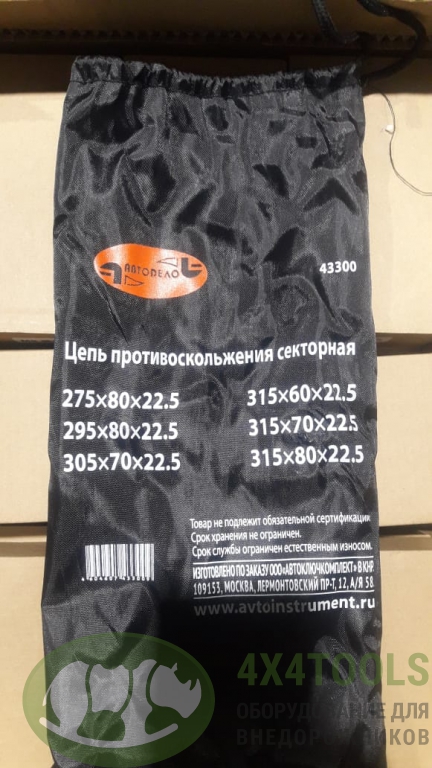 АВТОDЕЛО
43300
Цепь противоскольжения секторная
275×80×22.5 315×60×22.5
295×80×22.5 315×70×22.5
305×70×22.5 315×80×22.5
Товар не подлежит обязательной сертификации
Срок хранения не ограничен.
Срок службы ограничен естественным износом.
ИЗГОТОВЛЕНО ПО ЗАКАЗУ ООО «АВТОКЛЮЧКОМПЛЕКТ» В КНР.
109153, МОСКВА, ЛЕРМОНТОВСКИЙ ПР-Т, 12, А/Я 58.
www.avtoinstrument.ru
4X4TOOLS
ОБОРУДОВАНИЕ ДЛЯ
ВНЕДОРОЖНИКОВ